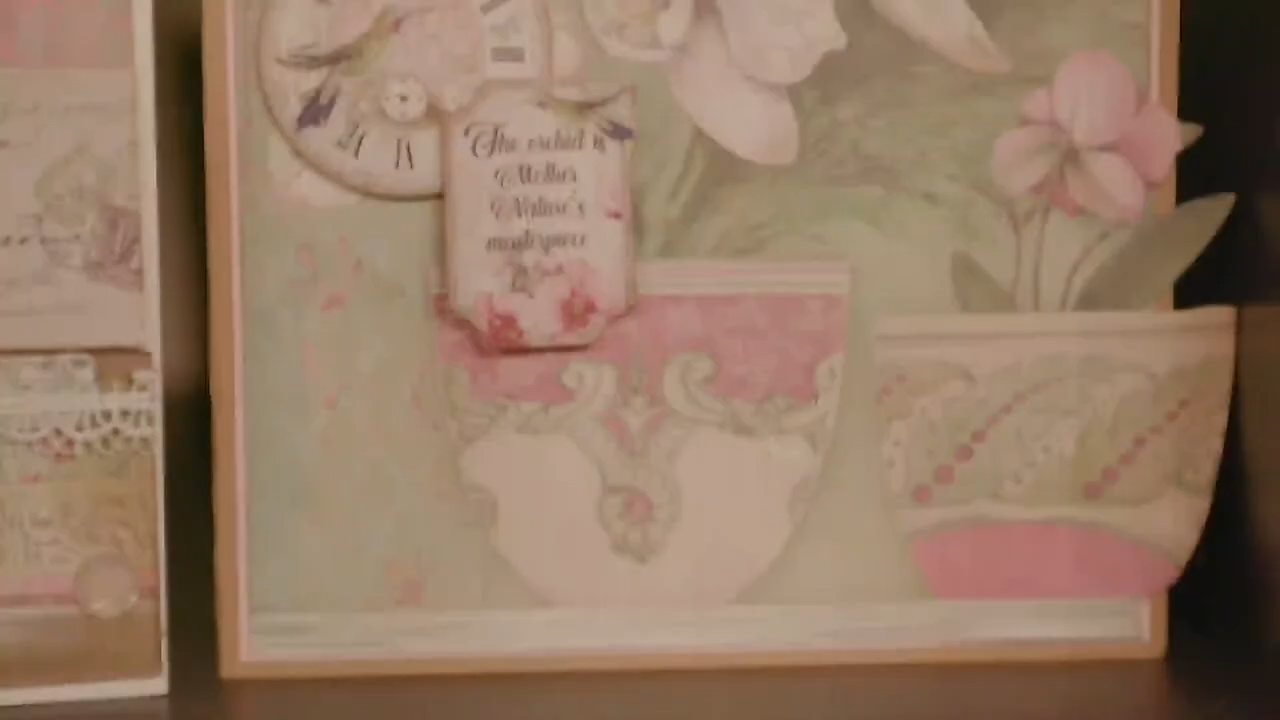 The orchid is
Mother
Nature's
masterpiece